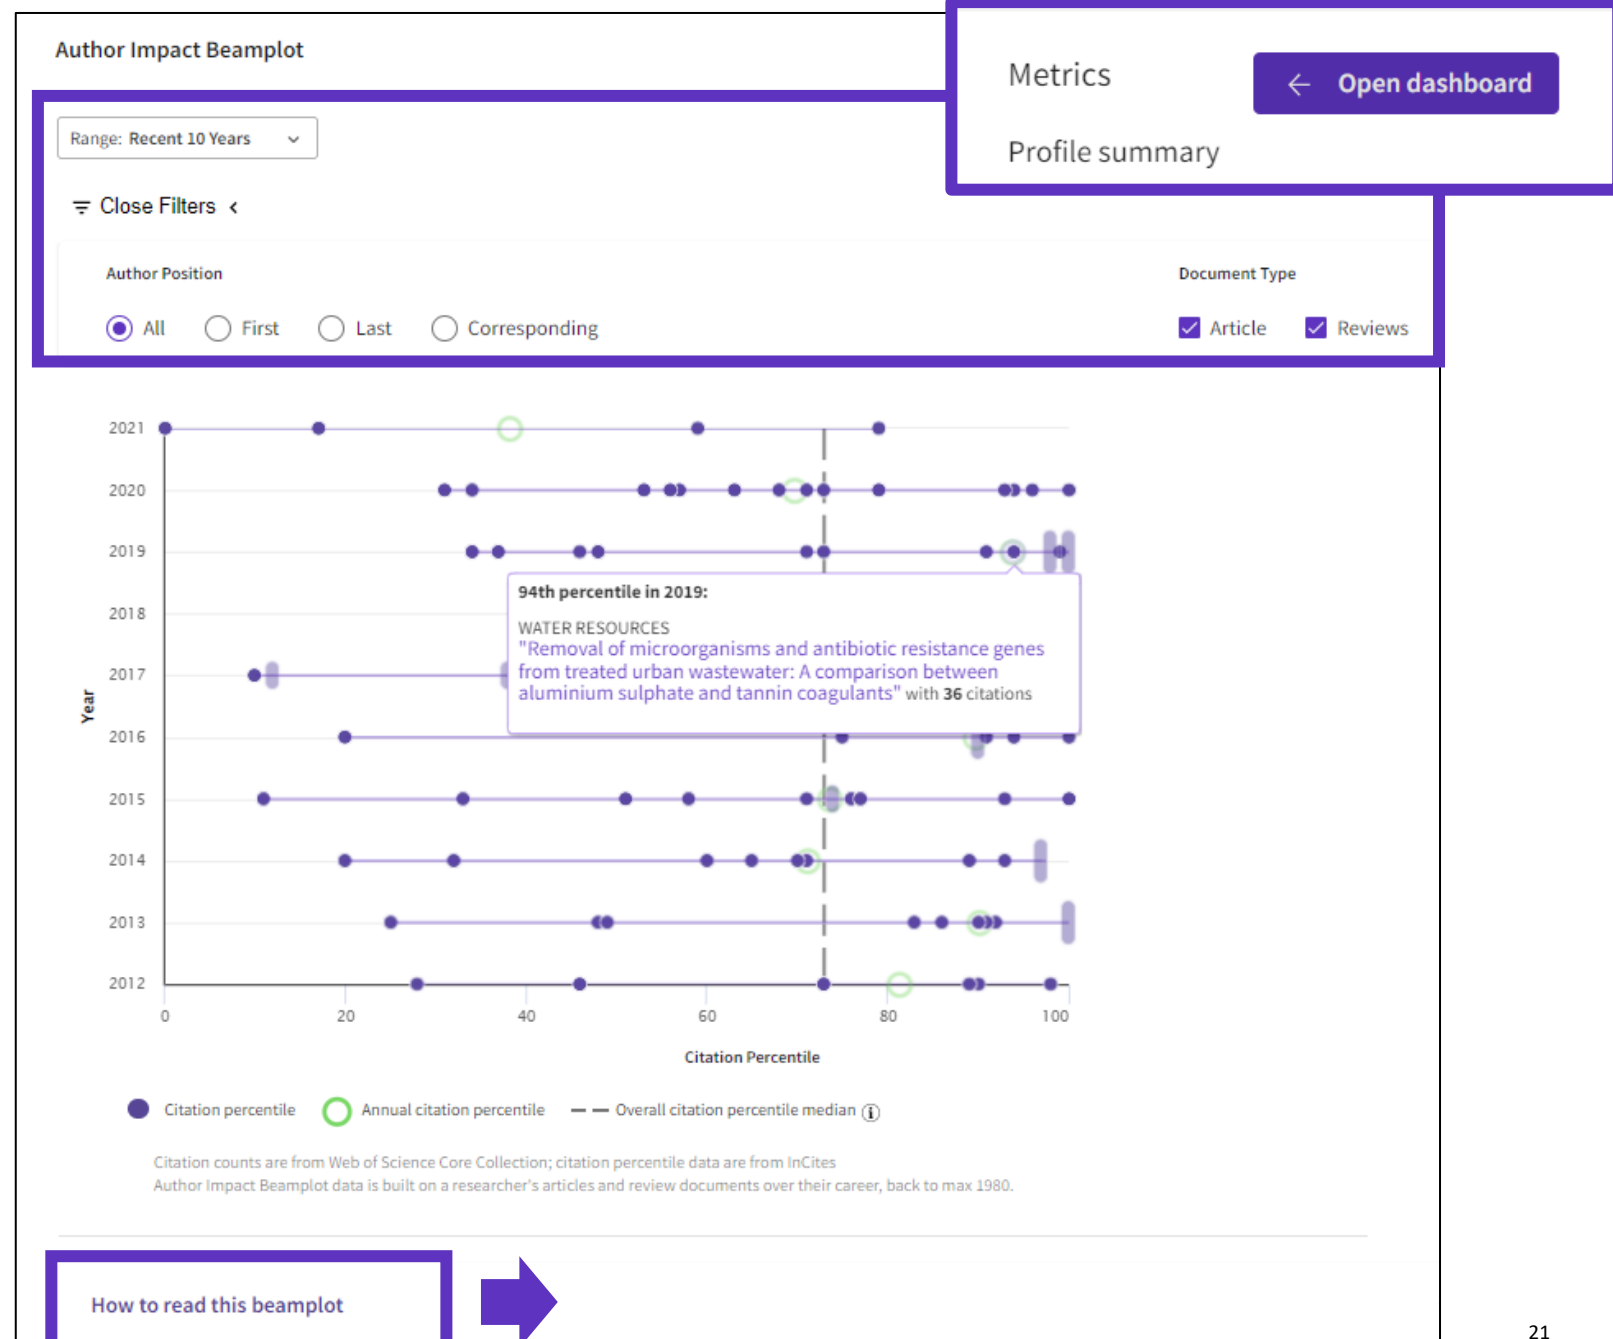 Author Impact Beamplot
Metrics
Open dashboard
Profile summary
Range: Recent 10 Years
Close Filters
Author Position
Document Type
All
First
Last
Corresponding
Article
Reviews
2021
2020
2019
94th percentile in 2019:
WATER RESOURCES
"Removal of microorganisms and antibiotic resistance genes
from treated urban wastewater: A comparison between
aluminium sulphate and tannin coagulants" with 36 citations
2018
2017
Year
2016
2015
2014
2013
2012
0 20 40 60 80 100
Citation Percentile
Citation percentile
Annual citation percentile
Overall citation percentile median
Citation counts are from Web of Science Core Collection; citation percentile data are from InCites
Author Impact Beamplot data is built on a researcher's articles and review documents over their career, back to max 1980.
How to read this beamplot
21